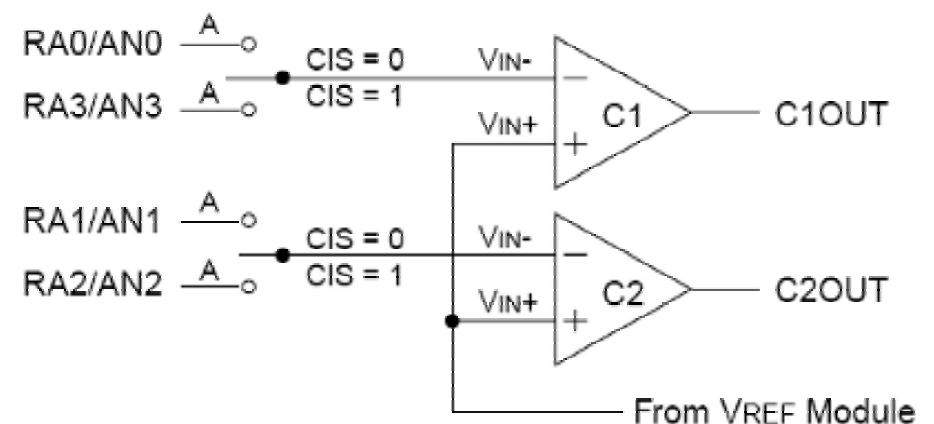 RA0/AN0 A
CIS = 0 VIN-
RA3/AN3 A CIS = 1
C1 C1OUT
VIN+
RA1/AN1 A
CIS = 0 VIN-
RA2/AN2 A CIS = 1
C2 C2OUT
VIN+
From VREF Module